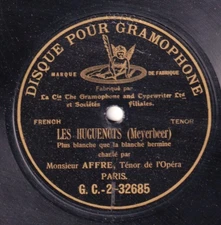 DISQUE POUR GRAMOPHONE
MARQUE DE FABRIQUE
Fabriqué par
La Cie The Gramophone and Typewriter Ltd
et Sociétés Filiales.
FRENCH TENOR
LES HUGUENOTS (Meyerbeer)
Plus blanche que la blanche hermine
chanté par
Monsieur AFFRE, Ténor de l'Opéra
PARIS.
G.C.-2-32685